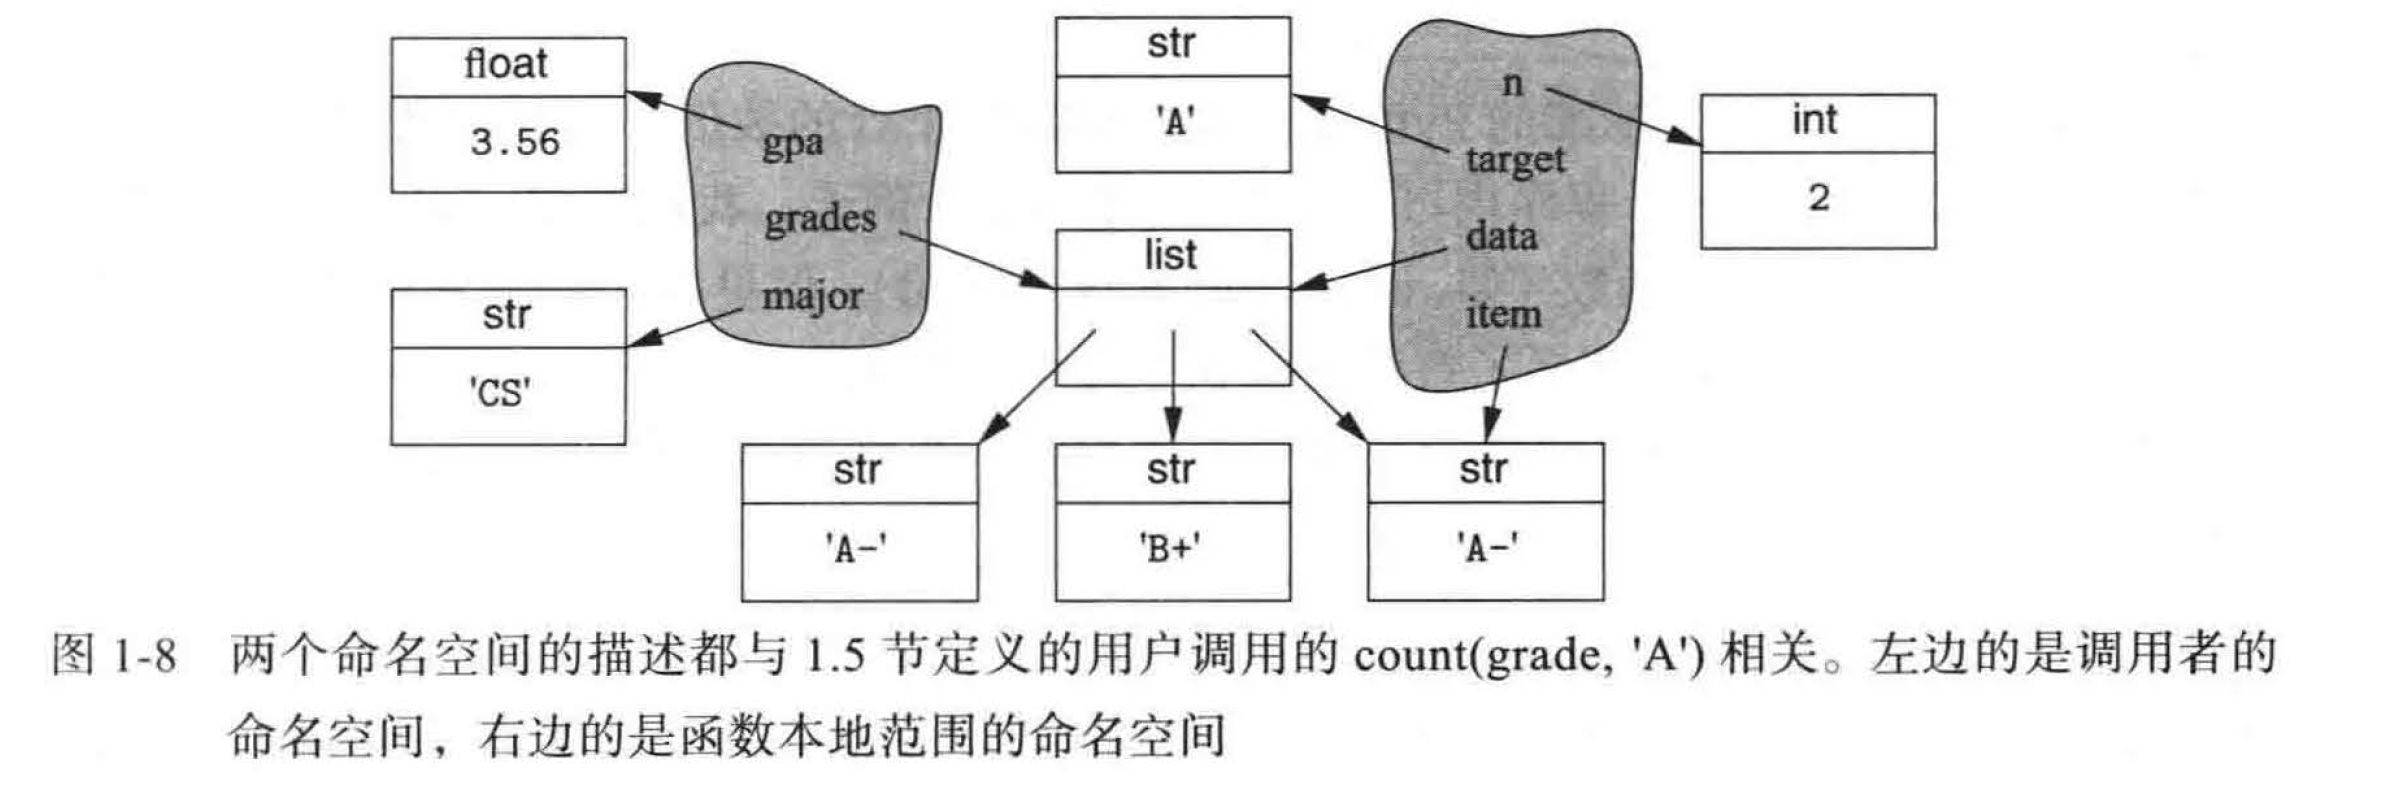 float
3.56
str
'CS'
gpa
grades
major
str
'A'
list
n
target
data
item
int
2
str
'A-'
str
'B+'
str
'A-'
图 1-8 两个命名空间的描述都与 1.5 节定义的用户调用的 count(grade, 'A') 相关。左边的是调用者的
命名空间，右边的是函数本地范围的命名空间